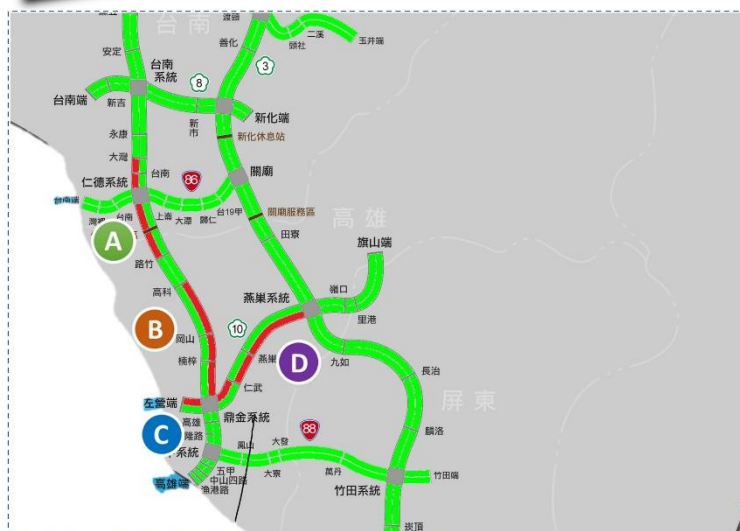 台南
渡頭
安定
善化
頭社
二溪
玉井端
3
台南
系統
8
台南端
新吉
新市
新化端
永康
新化休息站
大灣
台南
仁德系統
86
關廟
台南端
台南
上崙
大潭
歸仁
台19甲
關廟服務區
高雄
A
路竹
田寮
旗山端
高科
燕巢系統
嶺口
里港
B
岡山
10
楠梓
燕巢
D
九如
長治
仁武
屏東
左營端
鼎金系統
88
麟洛
C
高雄
隆路
系統
鳳山
大發
五甲
大寮
萬丹
竹田端
高雄端
中山四路
漁港路
竹田系統
崁頂